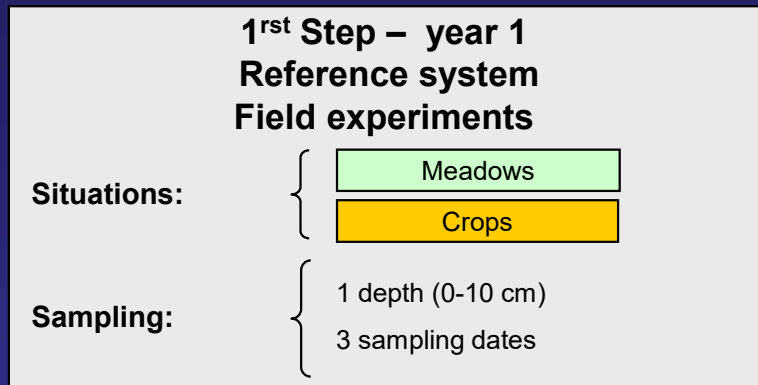 1rst Step – year 1
Reference system
Field experiments
Situations:
Meadows
Crops
Sampling:
1 depth (0-10 cm)
3 sampling dates